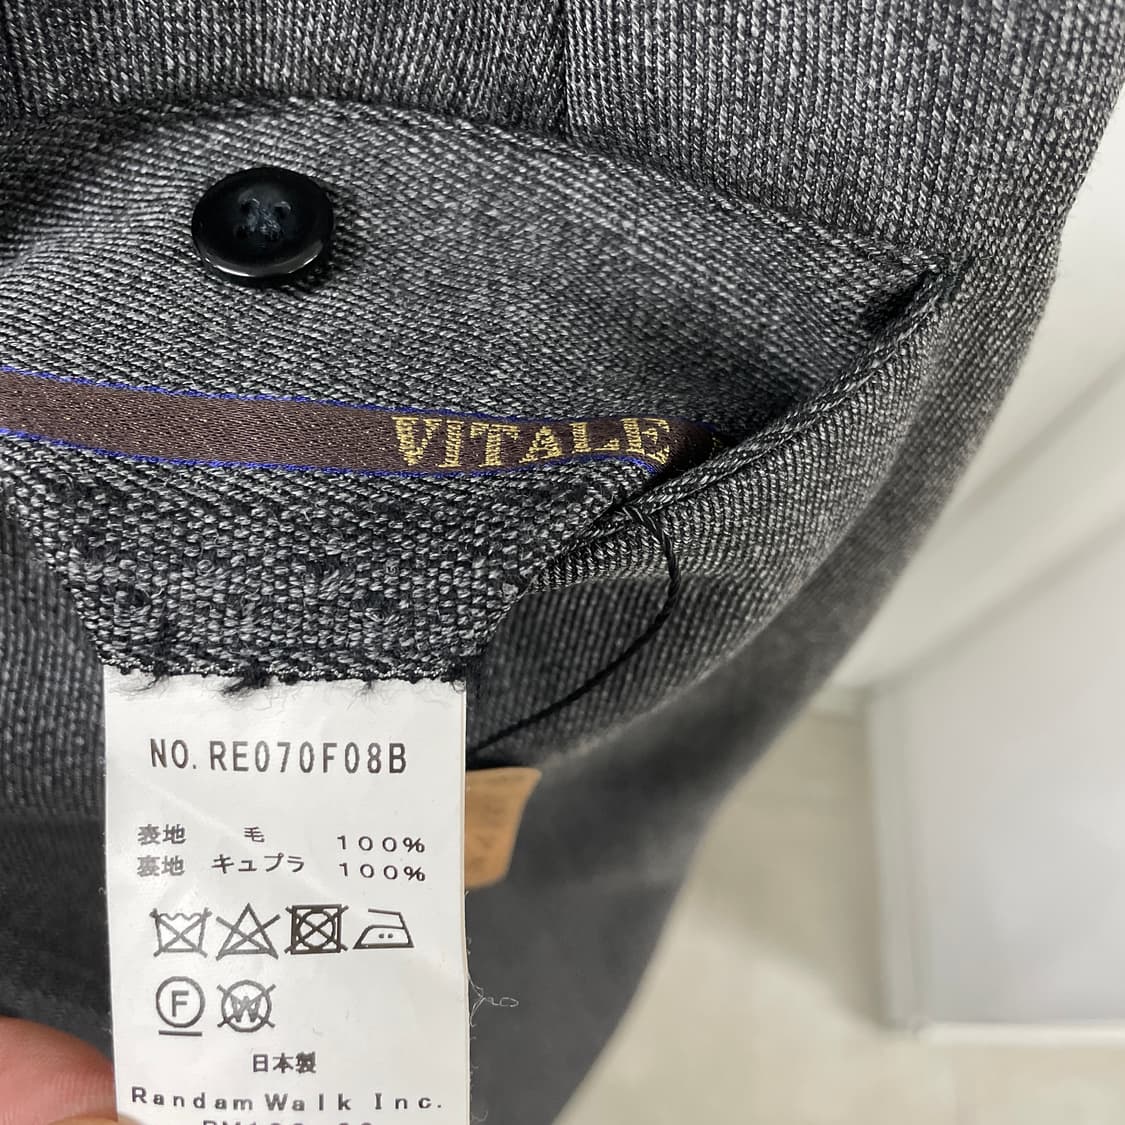 VITALE
NO. RE070F08B
表地 毛 100%
裏地 キュプラ 100%
F
W
日本製
Randam Walk Inc.